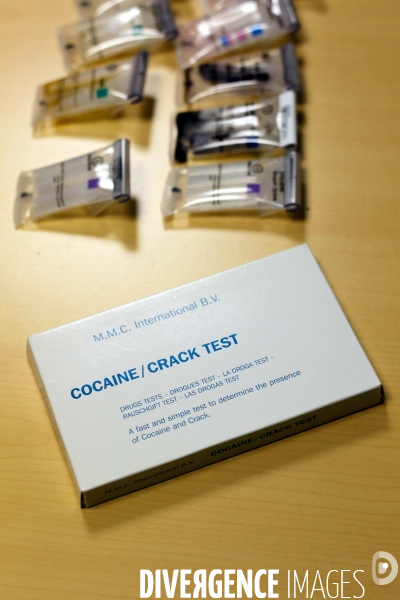 M.M.C. International B.V.
COCAINE/CRACK TEST
DRUGS TESTS – DROGUES TEST – LA DROGA TEST –
RAUSCHGIFT TEST – LAS DROGAS TEST
A fast and simple test to determine the presence
of Cocaine and Crack.
M.M.C. International B.V. COCAINE/CRACK TEST
DIVERGENCE IMAGES